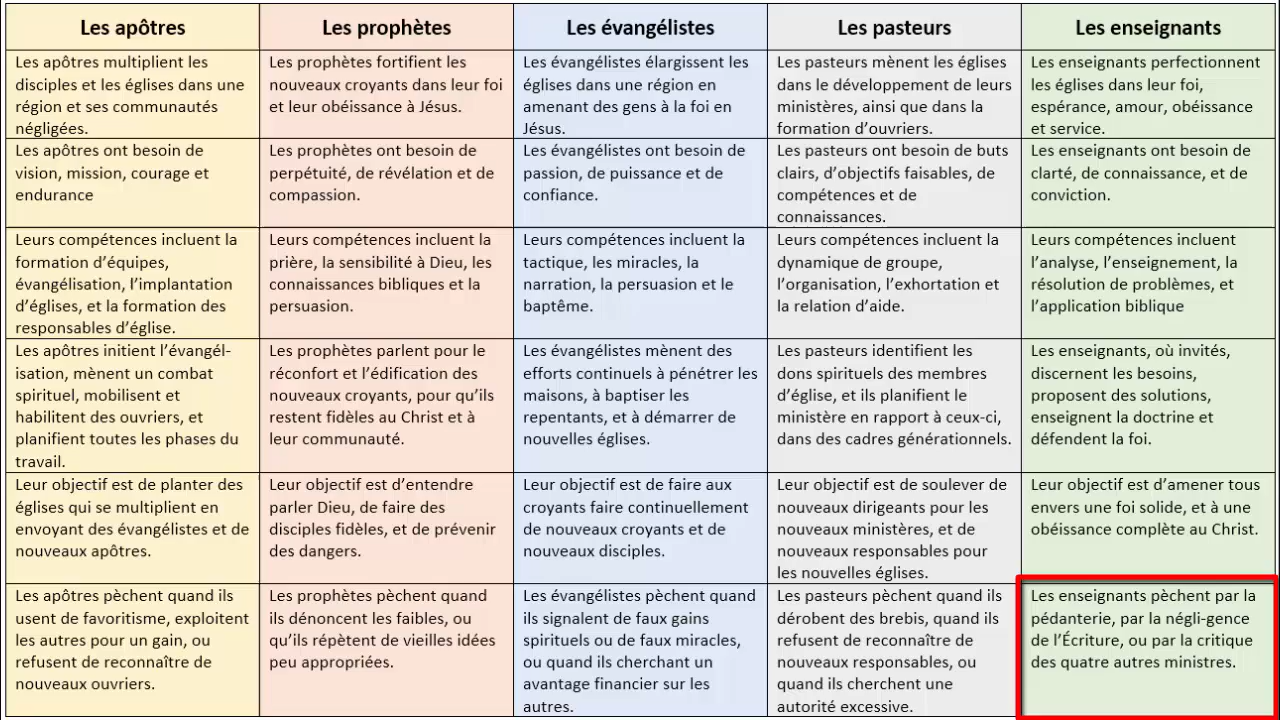 Les apôtres
Les prophètes
Les évangélistes
Les pasteurs
Les enseignants
Les apôtres multiplient les
disciples et les églises dans une
région et ses communautés
négligées.
Les prophètes fortifient les
nouveaux croyants dans leur foi
et leur obéissance à Jésus.
Les évangélistes élargissent les
églises dans une région en
amenant des gens à la foi en
Jésus.
Les pasteurs mènent les églises
dans le développement de leurs
ministères, ainsi que dans la
formation d’ouvriers.
Les enseignants perfectionnent
les églises dans leur foi,
espérance, amour, obéissance
et service.
Les apôtres ont besoin de
vision, mission, courage et
endurance
Les prophètes ont besoin de
perpétuité, de révélation et de
compassion.
Les évangélistes ont besoin de
passion, de puissance et de
confiance.
Les pasteurs ont besoin de buts
clairs, d’objectifs faisables, de
compétences et de
connaissances.
Les enseignants ont besoin de
clarté, de connaissance, et de
conviction.
Leurs compétences incluent la
formation d’équipes,
évangélisation, l’implantation
d’églises, et la formation des
responsables d’église.
Leurs compétences incluent la
prière, la sensibilité à Dieu, les
connaissances bibliques et la
persuasion.
Leurs compétences incluent la
tactique, les miracles, la
narration, la persuasion et le
baptême.
Leurs compétences incluent la
dynamique de groupe,
l’organisation, l’exhortation et
la relation d’aide.
Leurs compétences incluent
l’analyse, l’enseignement, la
résolution de problèmes, et
l’application biblique
Les apôtres initient l’évangél-
isation, mènent un combat
spirituel, mobilisent et
habilitent des ouvriers, et
planifient toutes les phases du
travail.
Les prophètes parlent pour le
réconfort et l’édification des
nouveaux croyants, pour qu’ils
restent fidèles au Christ et à
leur communauté.
Les évangélistes mènent des
efforts continuels à pénétrer les
maisons, à baptiser les
repentants, et à démarrer de
nouvelles églises.
Les pasteurs identifient les
dons spirituels des membres
d’église, et ils planifient le
ministère en rapport à ceux-ci,
dans des cadres générationnels.
Les enseignants, où invités,
discernent les besoins,
proposent des solutions,
enseignent la doctrine et
défendent la foi.
Leur objectif est de planter des
églises qui se multiplient en
envoyant des évangélistes et de
nouveaux apôtres.
Leur objectif est d’entendre
parler Dieu, de faire des
disciples fidèles, et de prévenir
des dangers.
Leur objectif est de faire aux
croyants faire continuellement
de nouveaux croyants et de
nouveaux disciples.
Leur objectif est de soulever de
nouveaux dirigeants pour les
nouveaux ministères, et de
nouveaux responsables pour
les nouvelles églises.
Leur objectif est d’amener tous
envers une foi solide, et à une
obéissance complète au Christ.
Les apôtres pèchent quand ils
usent de favoritisme, exploitent
les autres pour un gain, ou
refusent de reconnaître de
nouveaux ouvriers.
Les prophètes pèchent quand
ils dénoncent les faibles, ou
qu’ils répètent de vieilles idées
peu appropriées.
Les évangélistes pèchent quand
ils signalent de faux gains
spirituels ou de faux miracles,
ou quand ils cherchant un
avantage financier sur les
autres.
Les pasteurs pèchent quand ils
dérobent des brebis, quand ils
refusent de reconnaître de
nouveaux responsables, ou
quand ils cherchent une
autorité excessive.
Les enseignants pèchent par la
pédanterie, par la négli-gence
de l’Écriture, ou par la critique
des quatre autres ministres.